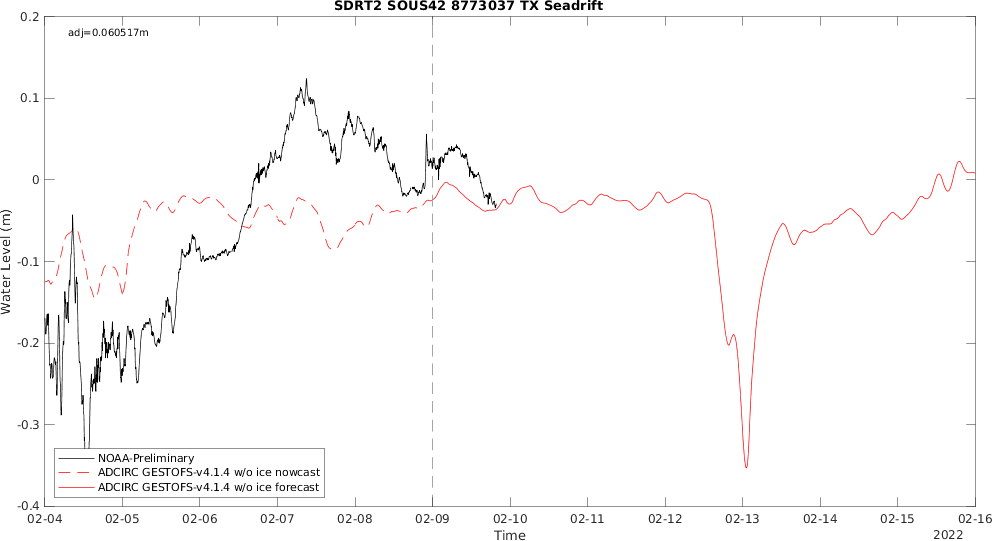 SDRT2 SOUS42 8773037 TX Seadrift
adj=0.060517m
0.2
0.1
0
-0.1
-0.2
-0.3
-0.4
Water Level (m)
NOAA-Preliminary
ADCIRC GESTOFS-v4.1.4 w/o ice nowcast
ADCIRC GESTOFS-v4.1.4 w/o ice forecast
02-04 02-05 02-06 02-07 02-08 02-09 02-10 02-11 02-12 02-13 02-14 02-15 02-16
Time
2022